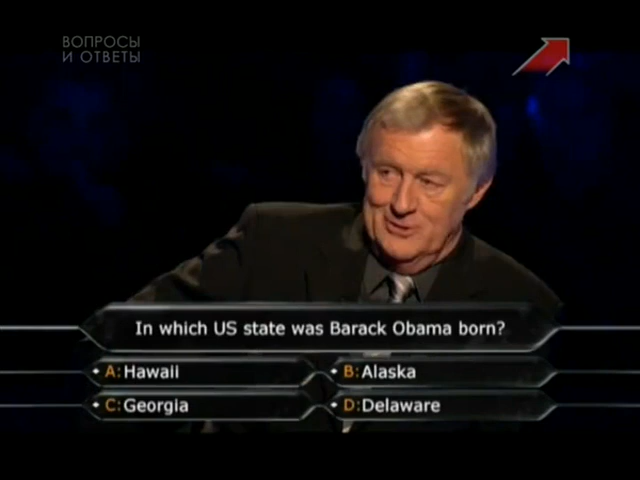 ВОПРОСЫ
И ОТВЕТЫ
In which US state was Barack Obama born?
A: Hawaii
B: Alaska
C: Georgia
D: Delaware